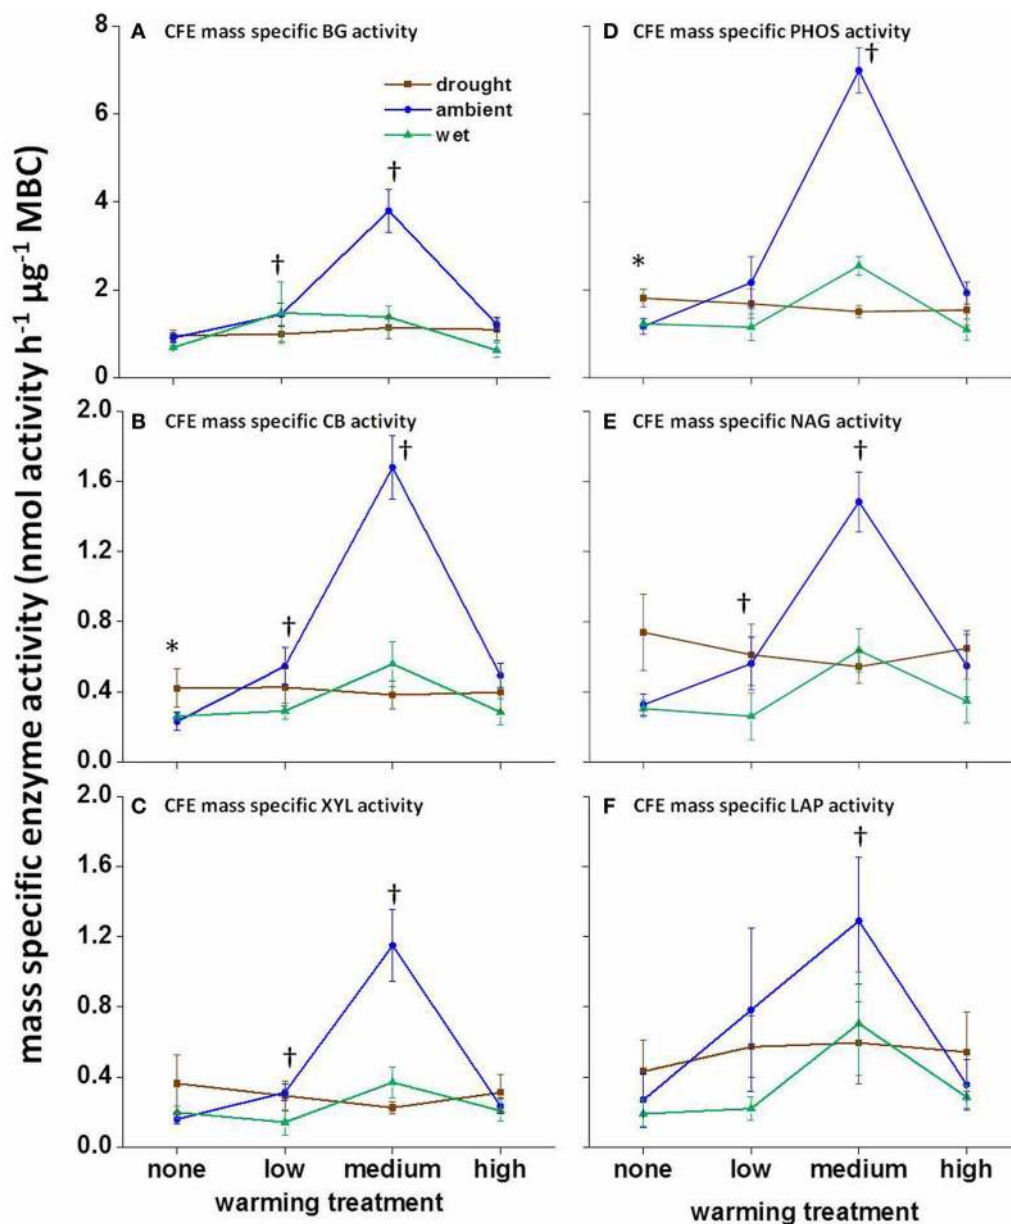 mass specific enzyme activity (nmol activity h⁻¹ µg⁻¹ MBC)
A CFE mass specific BG activity
8
6
4
2
0
drought
ambient
wet
†
†
D CFE mass specific PHOS activity
†
*
B CFE mass specific CB activity
2.0
1.6
1.2
0.8
0.4
0.0
†
†
*
E CFE mass specific NAG activity
†
†
C CFE mass specific XYL activity
2.0
1.6
1.2
0.8
0.4
0.0
†
†
none low medium high
warming treatment
F CFE mass specific LAP activity
†
none low medium high
warming treatment